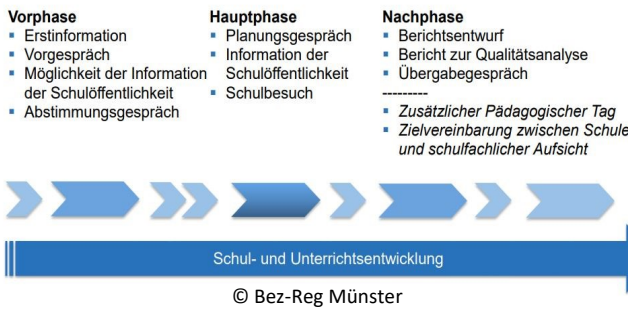 Vorphase
▪ Erstinformation
▪ Vorgespräch
▪ Möglichkeit der Information
der Schulöffentlichkeit
▪ Abstimmungsgespräch
Hauptphase
▪ Planungsgespräch
▪ Information der
Schulöffentlichkeit
▪ Schulbesuch
Nachphase
▪ Berichtsentwurf
▪ Bericht zur Qualitätsanalyse
▪ Übergabegespräch
---------
▪ Zusätzlicher Pädagogischer Tag
▪ Zielvereinbarung zwischen Schule
und schulfachlicher Aufsicht
Schul- und Unterrichtsentwicklung
© Bez-Reg Münster